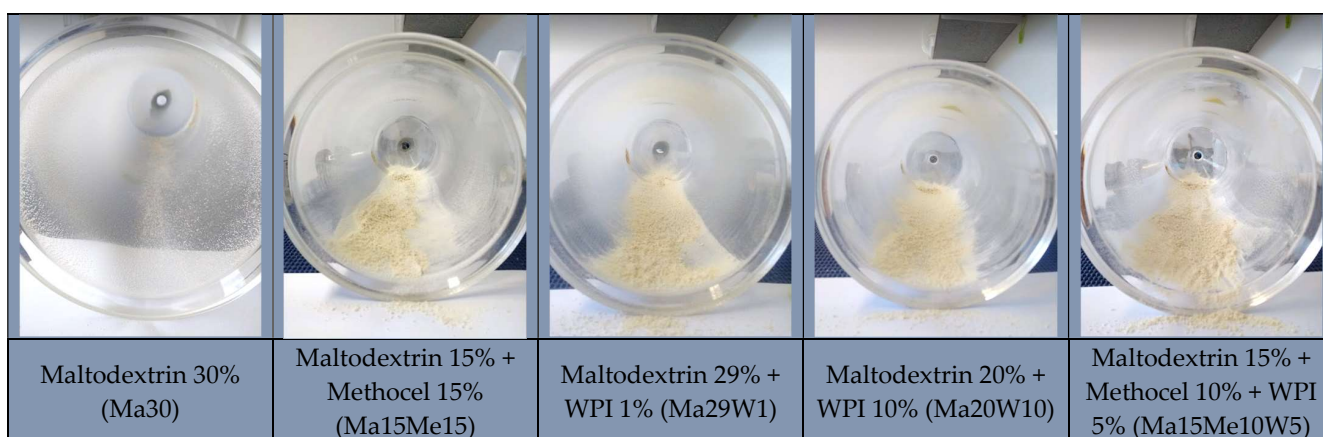 Maltodextrin 30%
(Ma30)
Maltodextrin 15% +
Methocel 15%
(Ma15Me15)
Maltodextrin 29% +
WPI 1% (Ma29W1)
Maltodextrin 20% +
WPI 10% (Ma20W10)
Maltodextrin 15% +
Methocel 10% + WPI
5% (Ma15Me10W5)